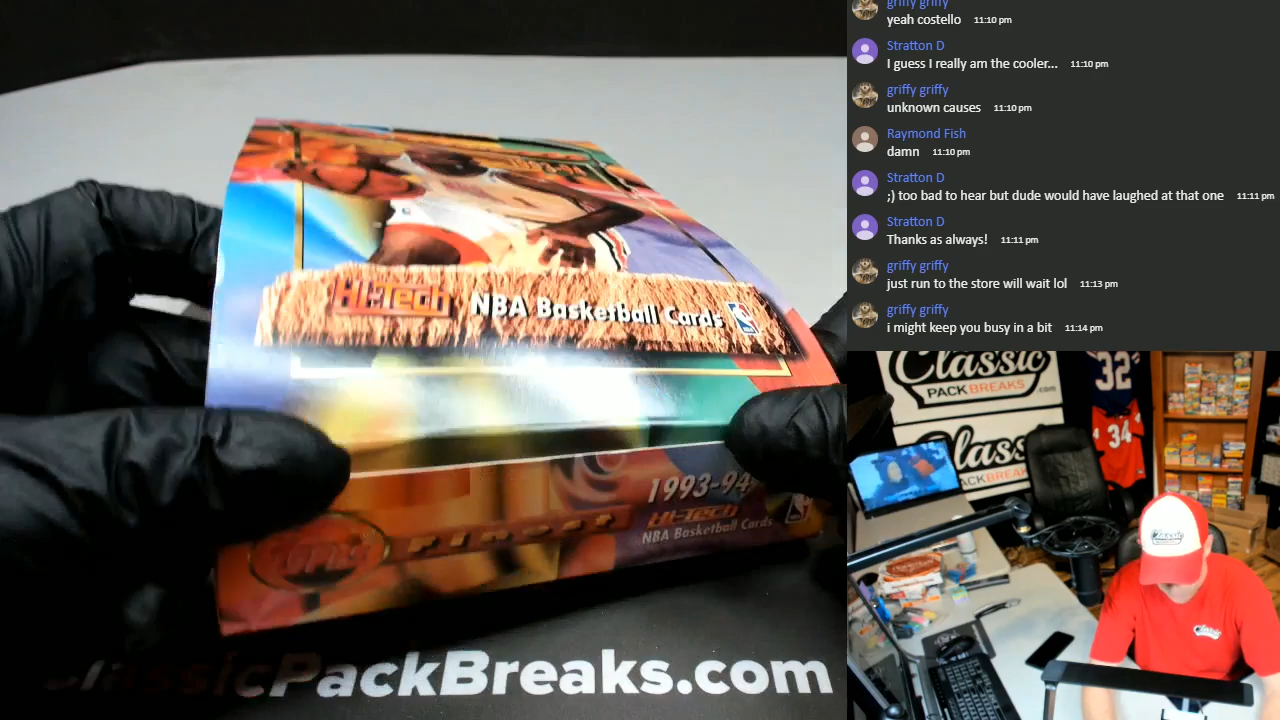 Hi-Tech NBA Basketball Cards
1993-94
FINEST
Hi-Tech
NBA Basketball Cards
ClassicPackBreaks.com
griffy griffy
yeah costello 11:10 pm
Stratton D
I guess I really am the cooler... 11:10 pm
griffy griffy
unknown causes 11:10 pm
Raymond Fish
damn 11:10 pm
Stratton D
;) too bad to hear but dude would have laughed at that one 11:11 pm
Stratton D
Thanks as always! 11:11 pm
griffy griffy
just run to the store will wait lol 11:13 pm
griffy griffy
i might keep you busy in a bit 11:14 pm
Classic
PACKBREAKS.com
32
34